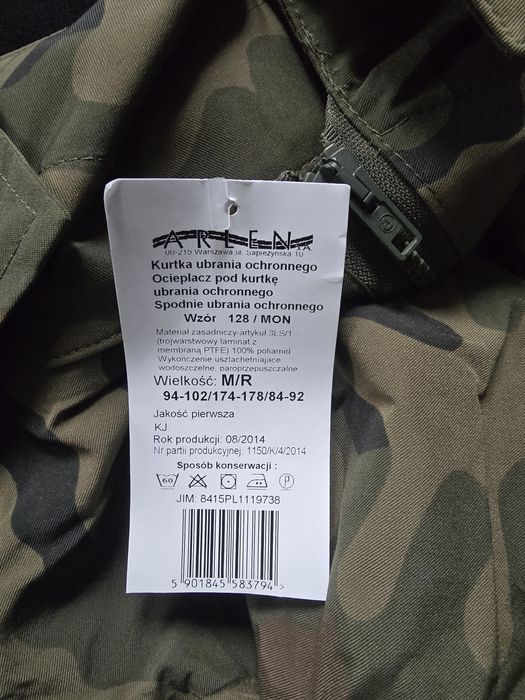 ARLEN S.A.
00-215 Warszawa,ul. Sapieżyńska 10
Kurtka ubrania ochronnego
Ocieplacz pod kurtkę
ubrania ochronnego
Spodnie ubrania ochronnego
Wzór 128 / MON
Materiał zasadniczy-artykuł 3LS/1
(trójwarstwowy laminat z
membraną PTFE) 100% poliamid
Wykończenie uszlachetniające
wodoszczelne, paroprzepuszczalne
Wielkość: M/R
94-102/174-178/84-92
Jakość pierwsza
KJ
Rok produkcji: 08/2014
Nr partii produkcyjnej: 1150/K/4/2014
Sposób konserwacji :
60 P
JIM: 8415PL1119738
5 901845 583794 >